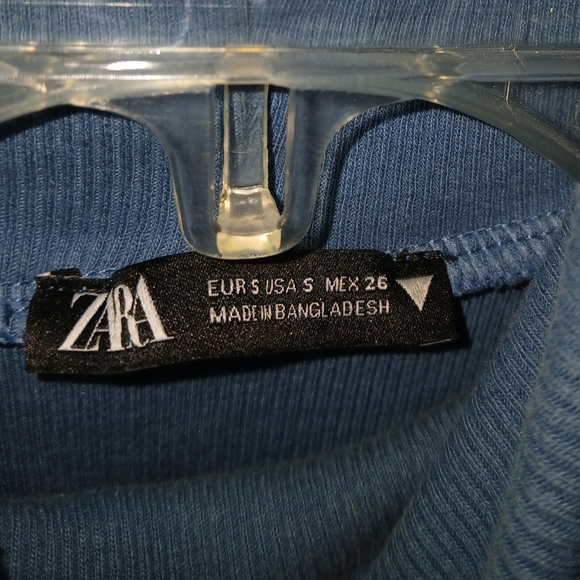 ZARA
EUR S USA S MEX 26
MADE IN BANGLADESH